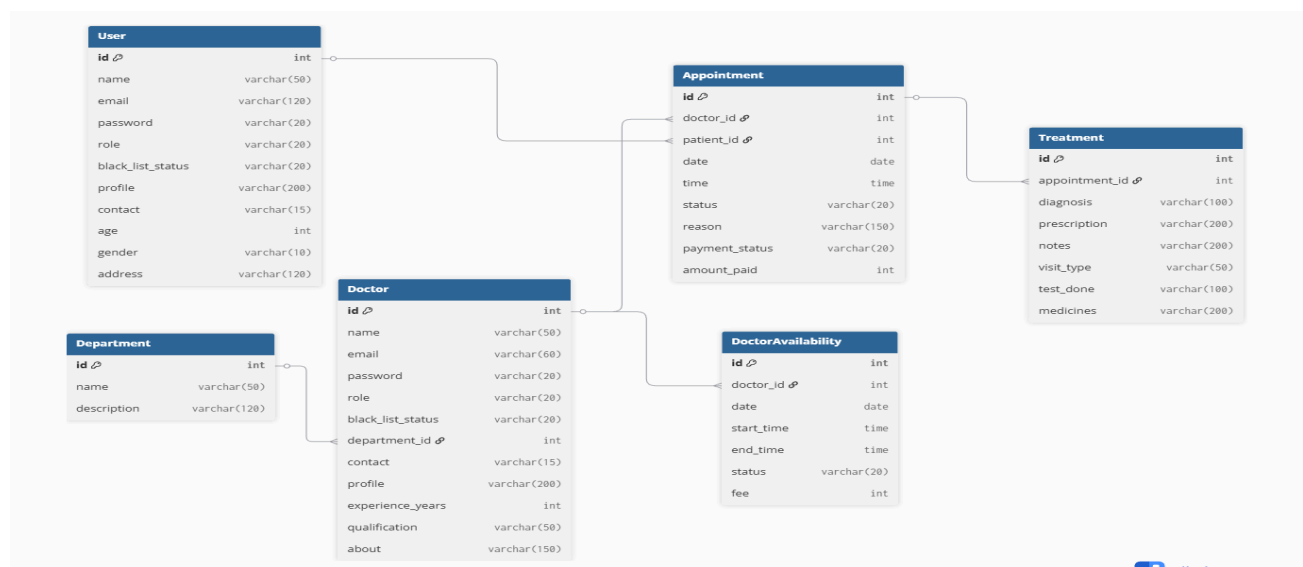 User
id int
name varchar(50)
email varchar(120)
password varchar(20)
role varchar(20)
black_list_status varchar(20)
profile varchar(200)
contact varchar(15)
age int
gender varchar(10)
address varchar(120)
Appointment
id int
doctor_id int
patient_id int
date date
time time
status varchar(20)
reason varchar(150)
payment_status varchar(20)
amount_paid int
Treatment
id int
appointment_id int
diagnosis varchar(100)
prescription varchar(200)
notes varchar(200)
visit_type varchar(50)
test_done varchar(100)
medicines varchar(200)
Department
id int
name varchar(50)
description varchar(120)
Doctor
id int
name varchar(50)
email varchar(60)
password varchar(20)
role varchar(20)
black_list_status varchar(20)
department_id int
contact varchar(15)
profile varchar(200)
experience_years int
qualification varchar(50)
about varchar(150)
DoctorAvailability
id int
doctor_id int
date date
start_time time
end_time time
status varchar(20)
fee int